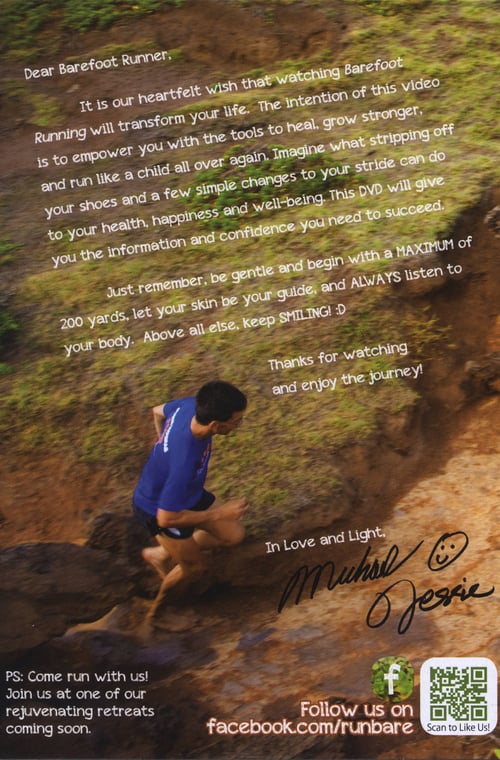 Dear Barefoot Runner,
It is our heartfelt wish that watching Barefoot
Running will transform your life. The intention of this video
is to empower you with the tools to heal, grow stronger,
and run like a child all over again. Imagine what stripping off
your shoes and a few simple changes to your stride can do
to your health, happiness and well-being. This DVD will give
you the information and confidence you need to succeed.
Just remember, be gentle and begin with a MAXIMUM of
200 yards, let your skin be your guide, and ALWAYS listen to
your body. Above all else, keep SMILING! :D
Thanks for watching
and enjoy the journey!
In Love and Light,
Michael
Jessie
PS: Come run with us!
Join us at one of our
rejuvenating retreats
coming soon.
f
Follow us on
facebook.com/runbare
Scan to Like Us!